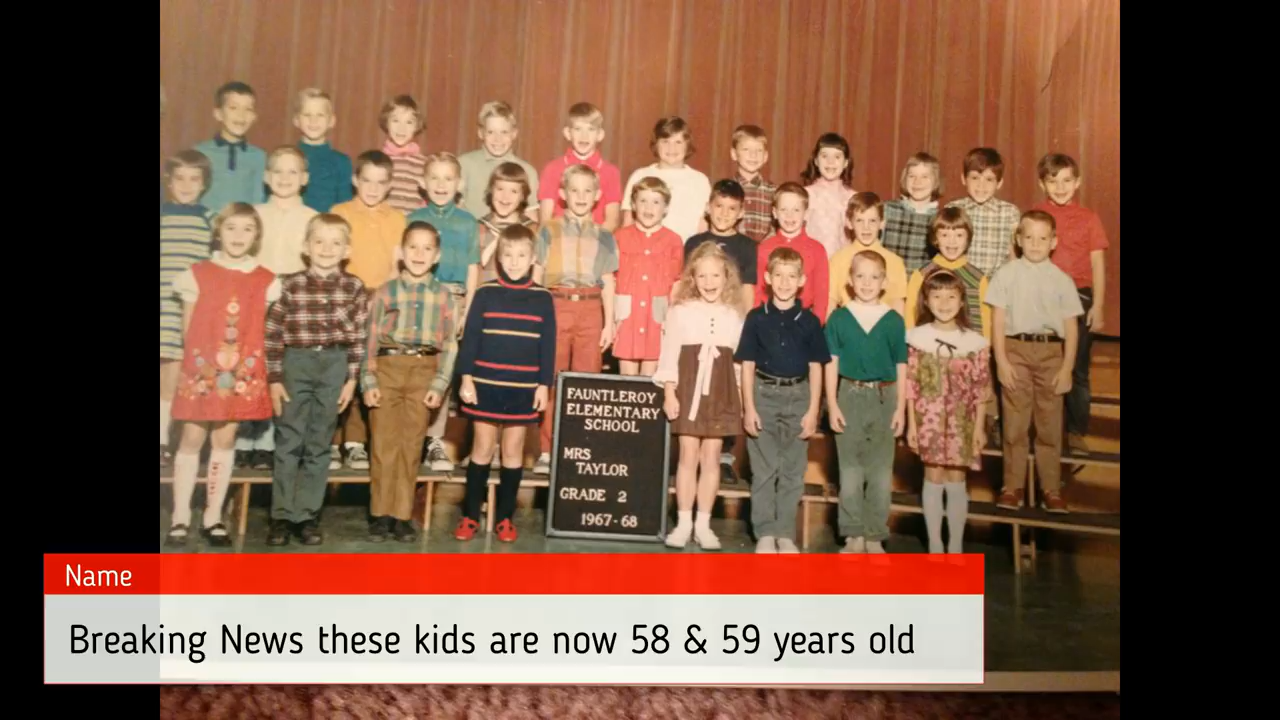 FAUNTLEROY
ELEMENTARY
SCHOOL
MRS
TAYLOR
GRADE 2
1967-68
Name
Breaking News these kids are now 58 & 59 years old